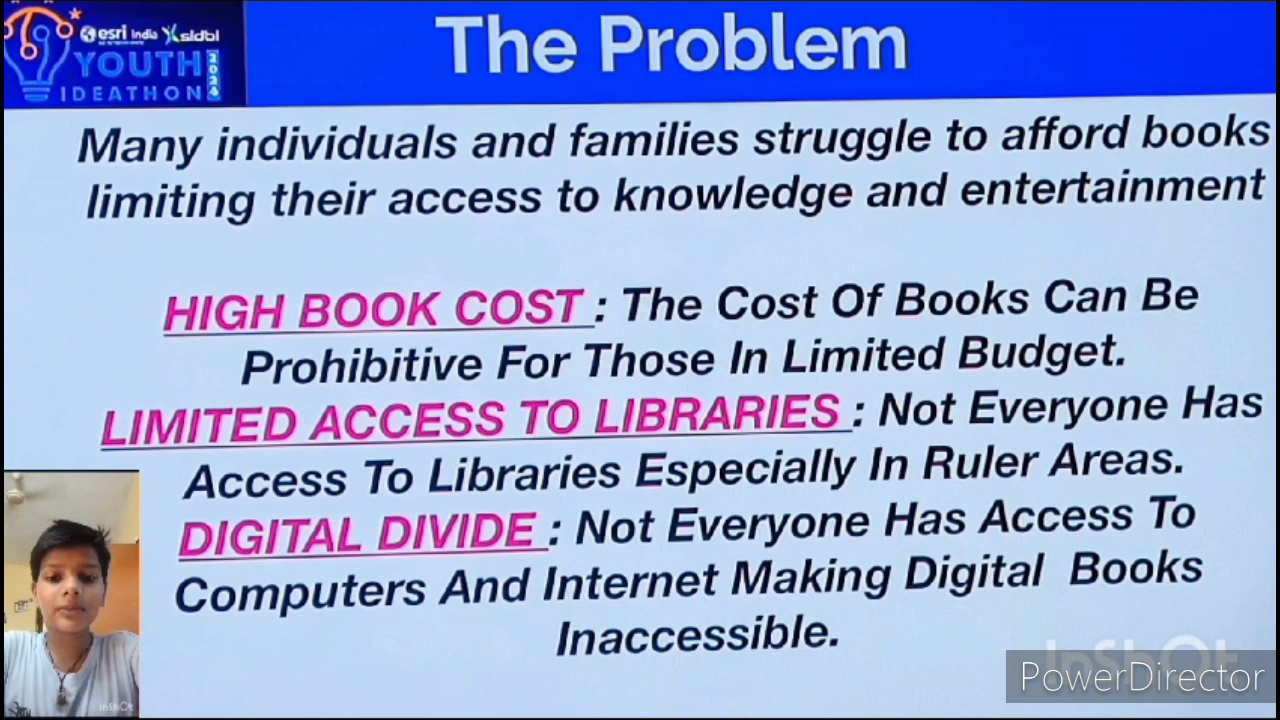 esri India sidbi
YOUTH 2024
IDEATHON
The Problem
Many individuals and families struggle to afford books
limiting their access to knowledge and entertainment
HIGH BOOK COST : The Cost Of Books Can Be
Prohibitive For Those In Limited Budget.
LIMITED ACCESS TO LIBRARIES : Not Everyone Has
Access To Libraries Especially In Ruler Areas.
DIGITAL DIVIDE : Not Everyone Has Access To
Computers And Internet Making Digital Books
Inaccessible.
InShOt
InShOt
PowerDirector